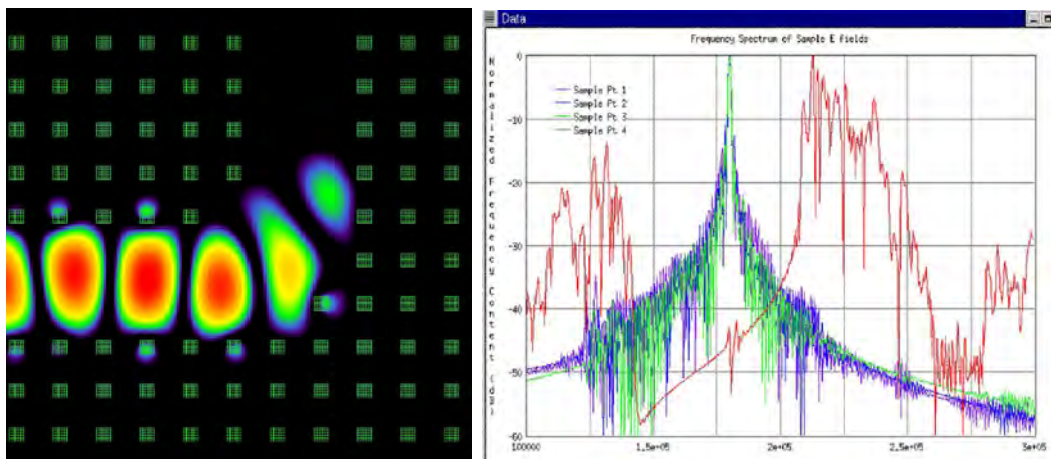 Data
Frequency Spectrum of Sample E fields
Normalized Frequency Content (dB)
0
-10
-20
-30
-40
-50
-60
Sample Pt 1
Sample Pt 2
Sample Pt 3
Sample Pt 4
100000
1.5e+05
2e+05
2.5e+05
3e+05